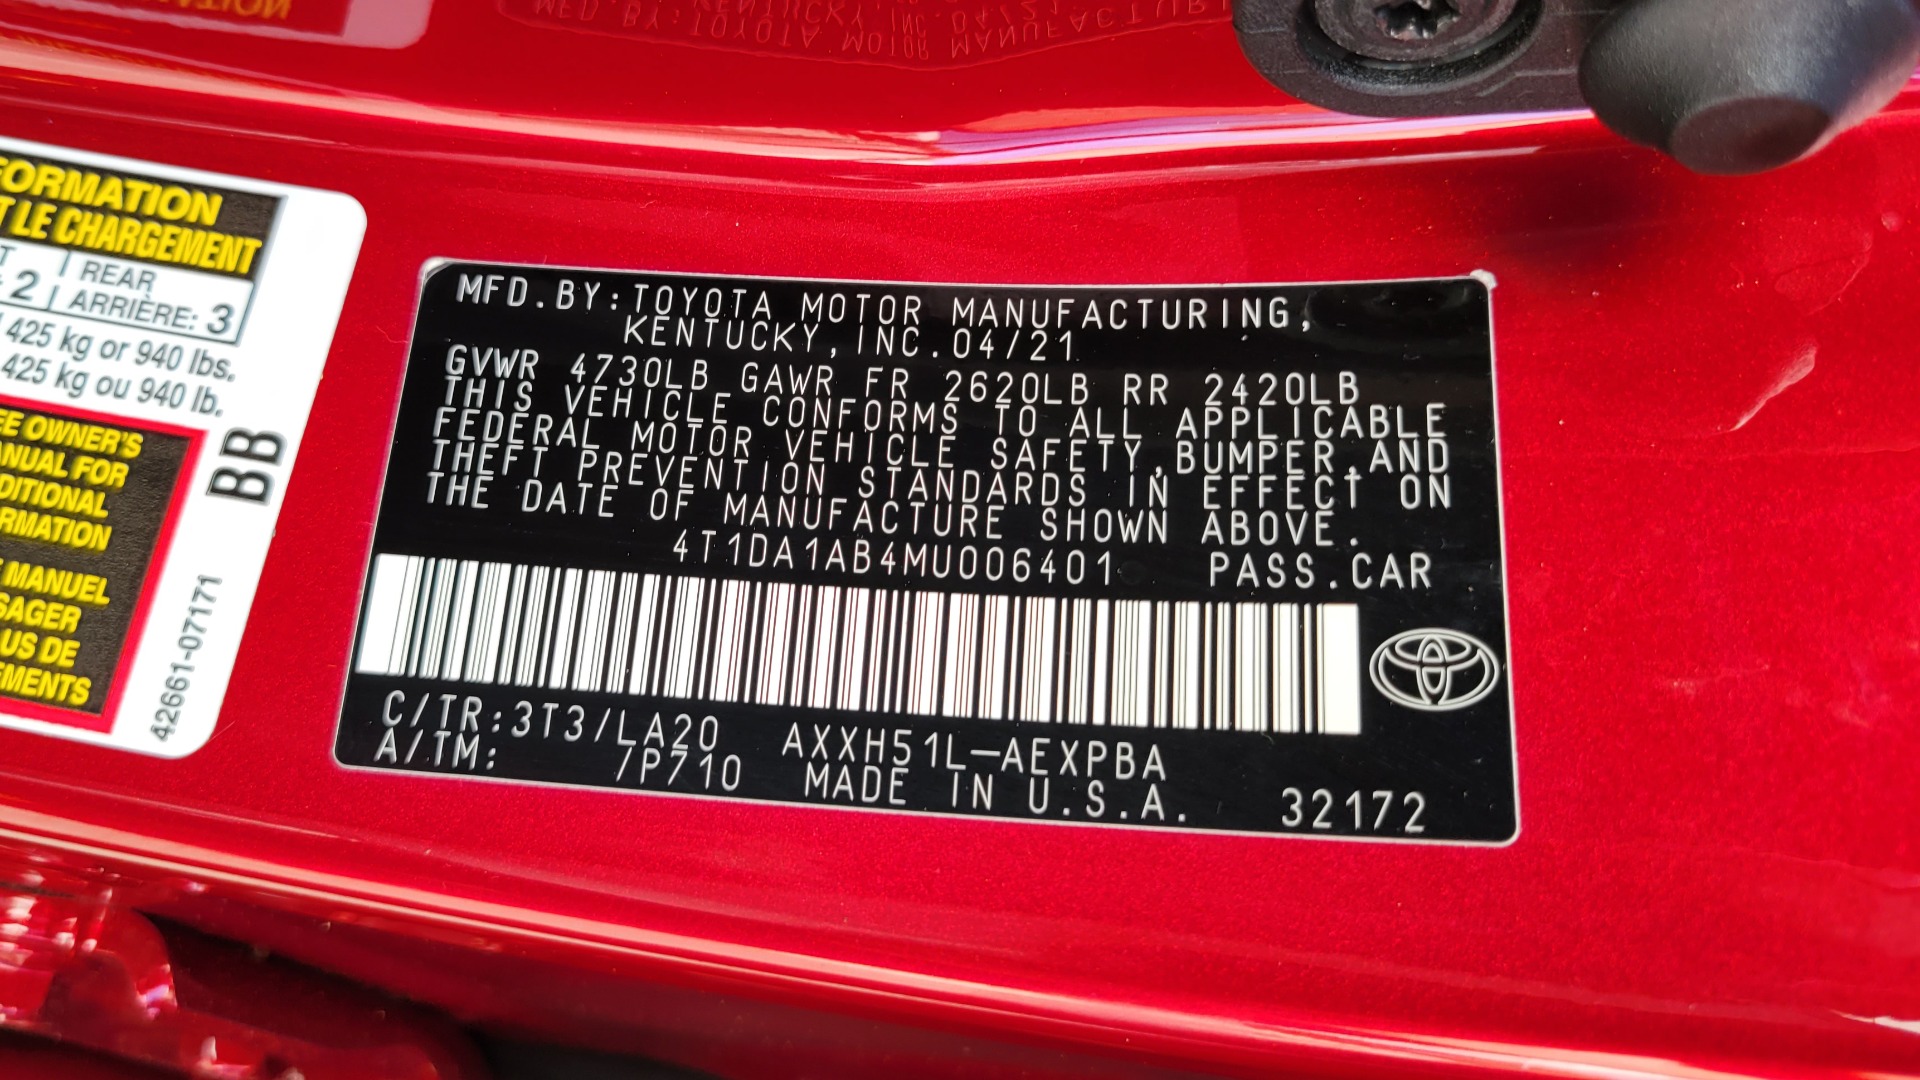 FORMATION
T LE CHARGEMENT
REAR
2 ARRIÈRE: 3
425 kg or 940 lbs.
425 kg ou 940 lb.
EE OWNER'S
ANUAL FOR
DITIONAL
RMATION
MANUEL
SAGER
US DE
EMENTS
BB
42661-07171
MFD.BY:TOYOTA MOTOR MANUFACTURING,
KENTUCKY,INC.04/21
GVWR 4730LB GAWR FR 2620LB RR 2420LB
THIS VEHICLE CONFORMS TO ALL APPLICABLE
FEDERAL MOTOR VEHICLE SAFETY,BUMPER,AND
THEFT PREVENTION STANDARDS IN EFFECT ON
THE DATE OF MANUFACTURE SHOWN ABOVE.
4T1DA1AB4MU006401 PASS.CAR
C/TR:3T3/LA20 AXXH51L-AEXPBA
A/TM: /P710 MADE IN U.S.A. 32172